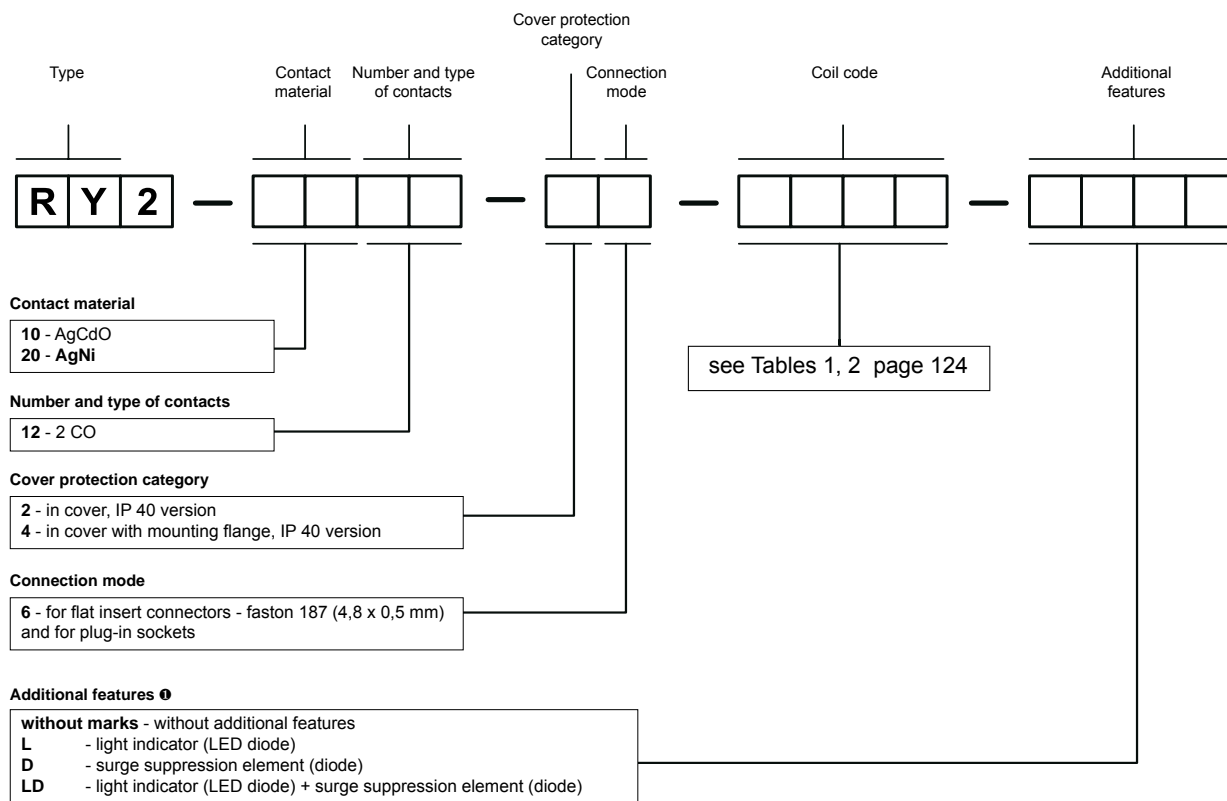 Cover protection
category
Type
Contact
material
Number and type
of contacts
Connection
mode
Coil code
Additional
features
R Y 2
Contact material
10 - AgCdO
20 - AgNi
see Tables 1, 2 page 124
Number and type of contacts
12 - 2 CO
Cover protection category
2 - in cover, IP 40 version
4 - in cover with mounting flange, IP 40 version
Connection mode
6 - for flat insert connectors - faston 187 (4,8 x 0,5 mm)
and for plug-in sockets
Additional features ❶
without marks - without additional features
L - light indicator (LED diode)
D - surge suppression element (diode)
LD - light indicator (LED diode) + surge suppression element (diode)